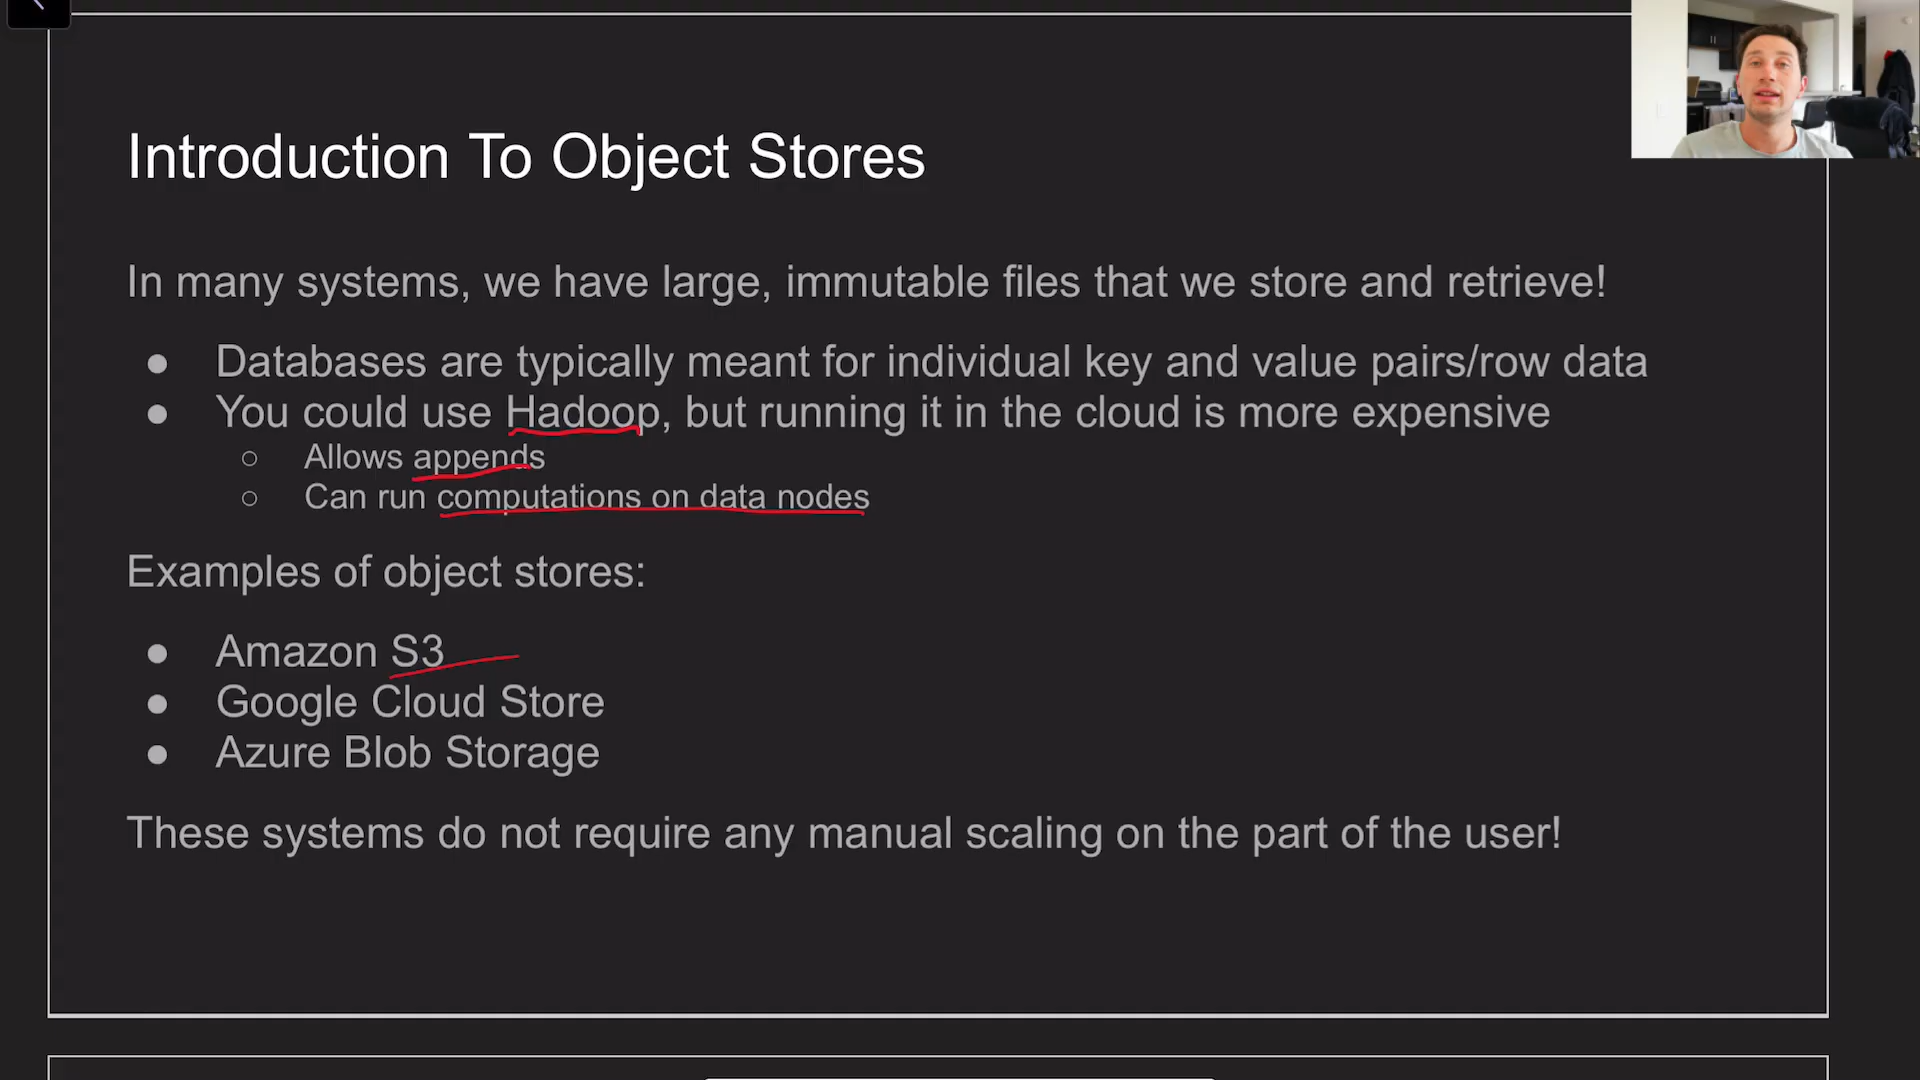 Introduction To Object Stores
In many systems, we have large, immutable files that we store and retrieve!
● Databases are typically meant for individual key and value pairs/row data
● You could use Hadoop, but running it in the cloud is more expensive
○ Allows appends
○ Can run computations on data nodes
Examples of object stores:
● Amazon S3
● Google Cloud Store
● Azure Blob Storage
These systems do not require any manual scaling on the part of the user!